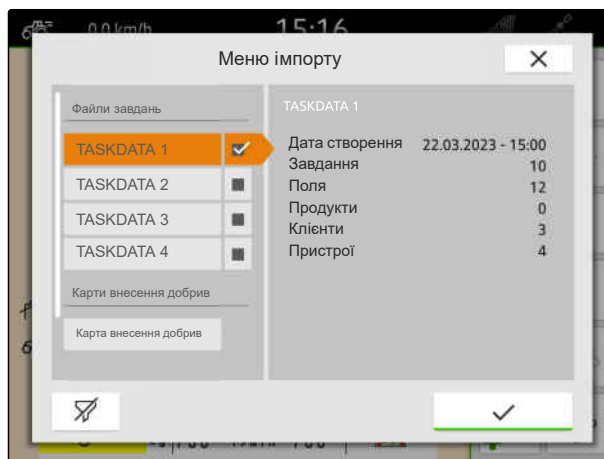 0.0 km/h
15:16
Меню імпорту
Файли завдань
TASKDATA 1
TASKDATA 2
TASKDATA 3
TASKDATA 4
Карти внесення добрив
Карта внесення добрив
TASKDATA 1
Дата створення 22.03.2023 - 15:00
Завдання 10
Поля 12
Продукти 0
Клієнти 3
Пристрої 4